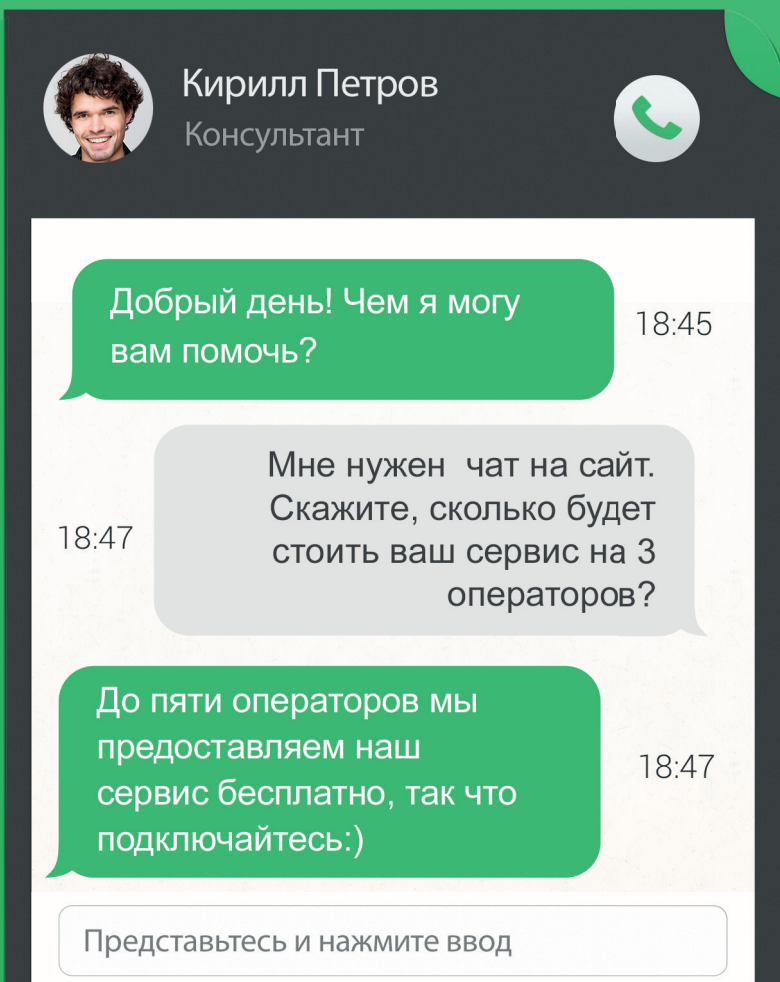 Кирилл Петров
Консультант
Добрый день! Чем я могу
вам помочь?
18:45
Мне нужен чат на сайт.
Скажите, сколько будет
стоить ваш сервис на 3
операторов?
18:47
До пяти операторов мы
предоставляем наш
сервис бесплатно, так что
подключайтесь:)
18:47
Представьтесь и нажмите ввод